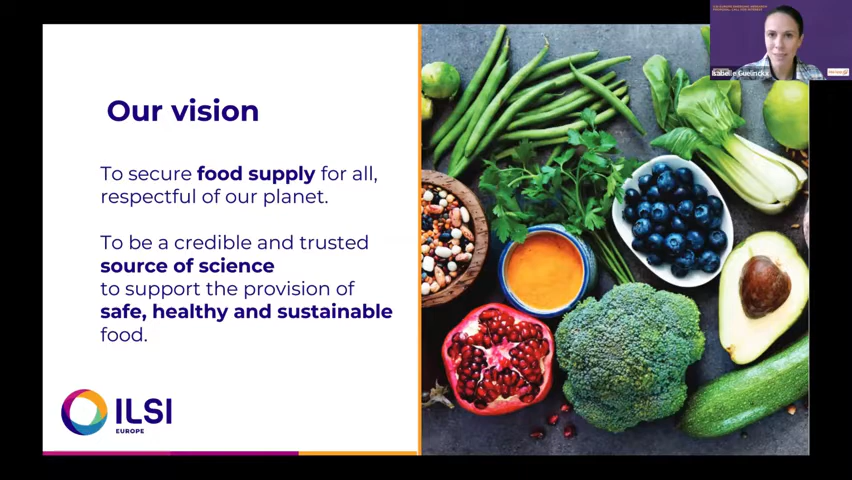 Our vision
To secure food supply for all,
respectful of our planet.
To be a credible and trusted
source of science
to support the provision of
safe, healthy and sustainable
food.
ILSI
EUROPE
Isabelle Guelinckx